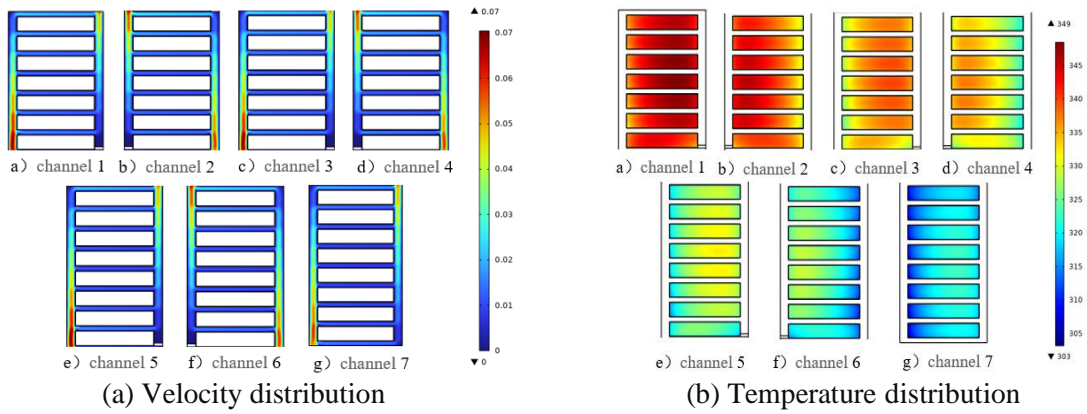 ▲ 0.07
0.07
0.06
0.05
0.04
0.03
0.02
0.01
0
▼ 0
a）channel 1
b）channel 2
c）channel 3
d）channel 4
e）channel 5
f）channel 6
g）channel 7
(a) Velocity distribution
▲ 349
345
340
335
330
325
320
315
310
305
▼ 303
a）channel 1
b）channel 2
c）channel 3
d）channel 4
e）channel 5
f）channel 6
g）channel 7
(b) Temperature distribution